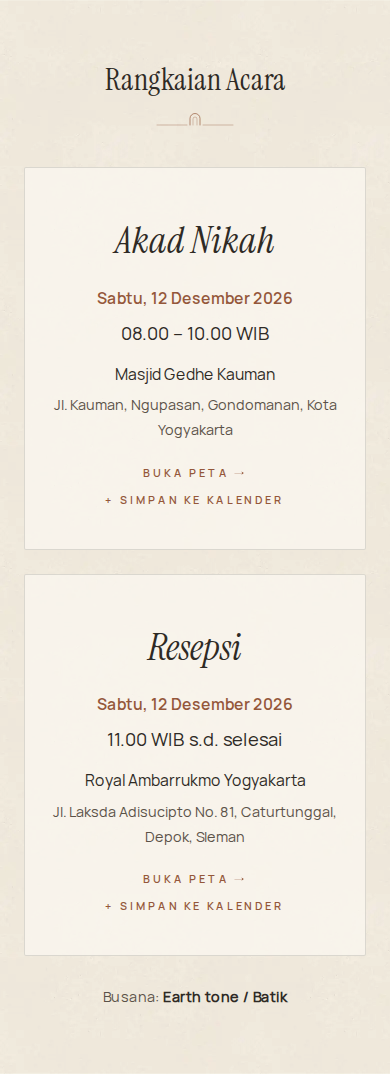 Rangkaian Acara
Akad Nikah
Sabtu, 12 Desember 2026
08.00 – 10.00 WIB
Masjid Gedhe Kauman
Jl. Kauman, Ngupasan, Gondomanan, Kota
Yogyakarta
BUKA PETA →
+ SIMPAN KE KALENDER
Resepsi
Sabtu, 12 Desember 2026
11.00 WIB s.d. selesai
Royal Ambarrukmo Yogyakarta
Jl. Laksda Adisucipto No. 81, Caturtunggal,
Depok, Sleman
BUKA PETA →
+ SIMPAN KE KALENDER
Busana: Earth tone / Batik